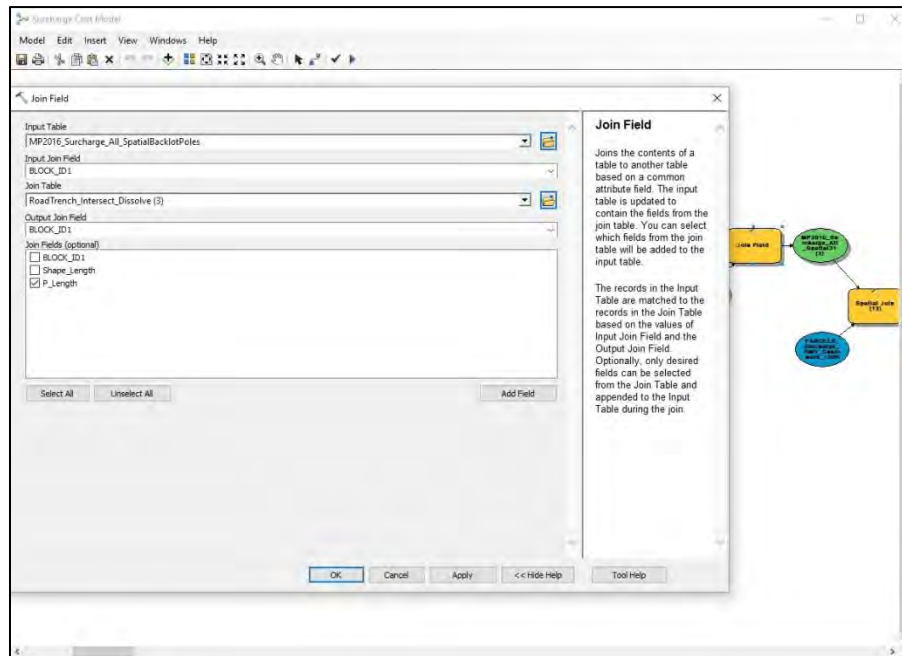 Surcharge Cost Model
Model Edit Insert View Windows Help
Join Field
Input Table
MP2016_Surcharge_All_SpatialBacklotPoles
Input Join Field
BLOCK_ID1
Join Table
RoadTrench_Intersect_Dissolve (3)
Output Join Field
BLOCK_ID1
Join Fields (optional)
BLOCK_ID1
Shape_Length
P_Length
Select All
Unselect All
Add Field
OK
Cancel
Apply
<< Hide Help
Tool Help
Join Field
Joins the contents of a
table to another table
based on a common
attribute field. The input
table is updated to
contain the fields from the
join table. You can select
which fields from the join
table will be added to the
input table.
The records in the Input
Table are matched to the
records in the Join Table
based on the values of
Input Join Field and the
Output Join Field.
Optionally, only desired
fields can be selected
from the Join Table and
appended to the Input
Table during the join.
Join Field
Spatial Join